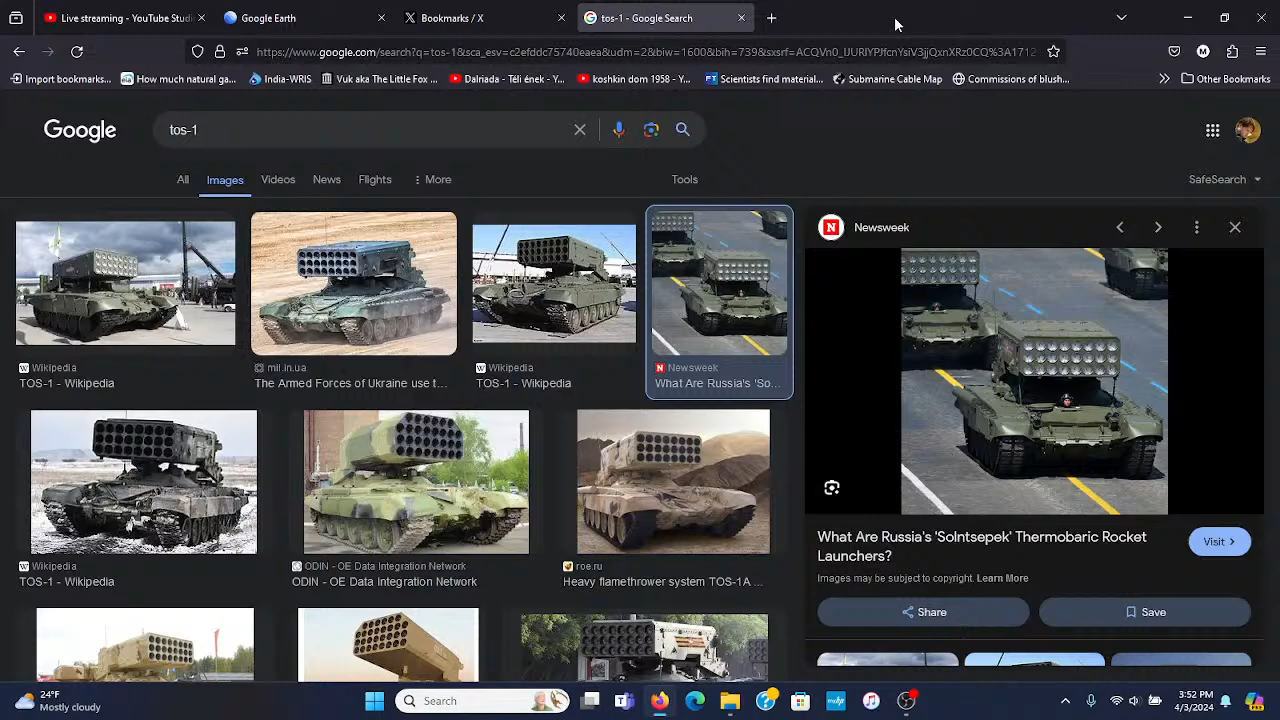 Live streaming - YouTube Studi
Google Earth
Bookmarks / X
tos-1 - Google Search
https://www.google.com/search?q=tos-1&sca_esv=c2efddc75740eaea&udm=2&biw=1600&bih=739&sxsrf=ACQVn0_UURlYPJfcnYsiV3jjQxnXRz0CQ%3A1712
Import bookmarks...
How much natural ga...
India-WRIS
Vuk aka The Little Fox ...
Dalriada - Téli ének - Y...
koshkin dom 1958 - Y...
Scientists find material...
Submarine Cable Map
Commissions of blush...
Other Bookmarks
Google
tos-1
All
Images
Videos
News
Flights
More
Tools
SafeSearch
Wikipedia
TOS-1 - Wikipedia
mil.in.ua
The Armed Forces of Ukraine use t...
Wikipedia
TOS-1 - Wikipedia
Newsweek
What Are Russia's 'So...
Newsweek
What Are Russia's 'Solntsepek' Thermobaric Rocket
Launchers?
Visit
Images may be subject to copyright. Learn More
Share
Save
Wikipedia
TOS-1 - Wikipedia
ODIN - OE Data Integration Network
ODIN - OE Data Integration Network
roe.ru
Heavy flamethrower system TOS-1A ...
24°F
Mostly cloudy
Search
3:52 PM
4/3/2024